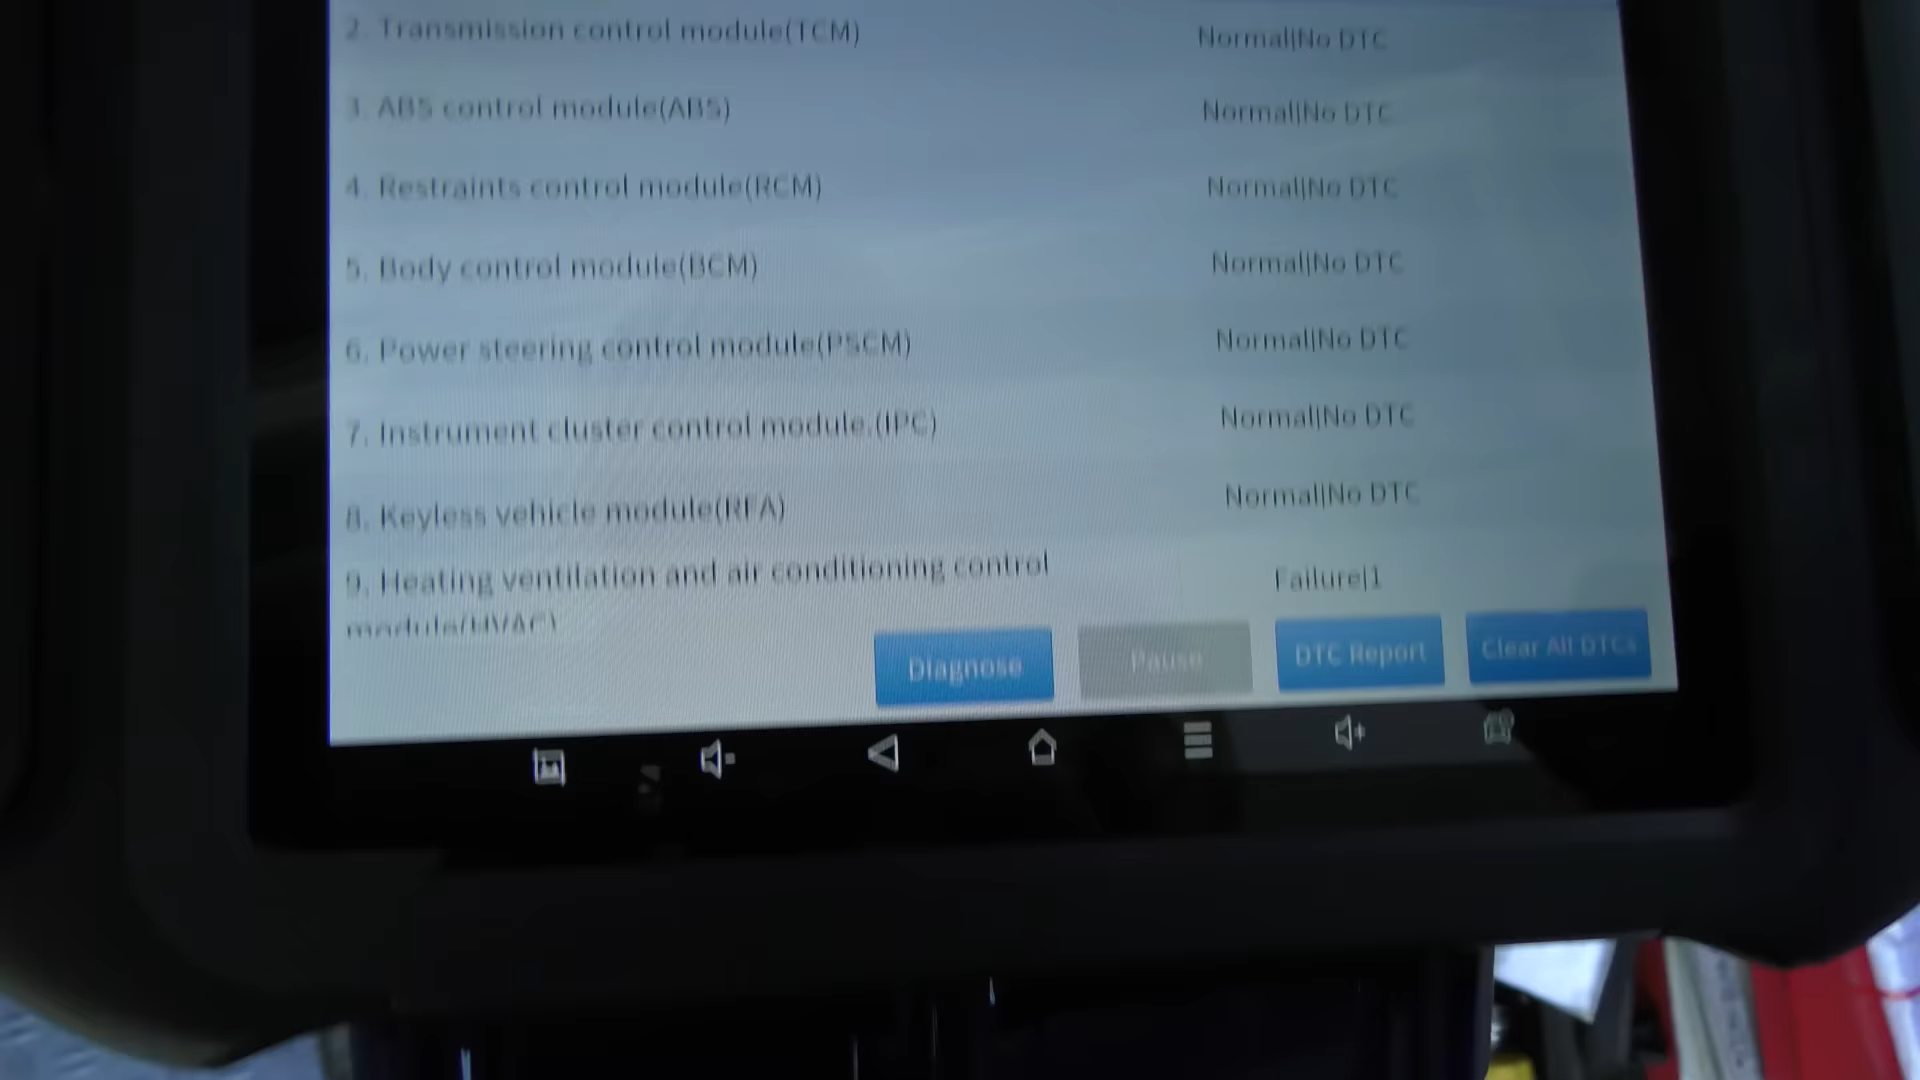 2. Transmission control module(TCM) Normal|No DTC
3. ABS control module(ABS) Normal|No DTC
4. Restraints control module(RCM) Normal|No DTC
5. Body control module(BCM) Normal|No DTC
6. Power steering control module(PSCM) Normal|No DTC
7. Instrument cluster control module.(IPC) Normal|No DTC
8. Keyless vehicle module(RFA) Normal|No DTC
9. Heating ventilation and air conditioning control Failure|1
module(HVAC)
Diagnose Pause DTC Report Clear All DTCs